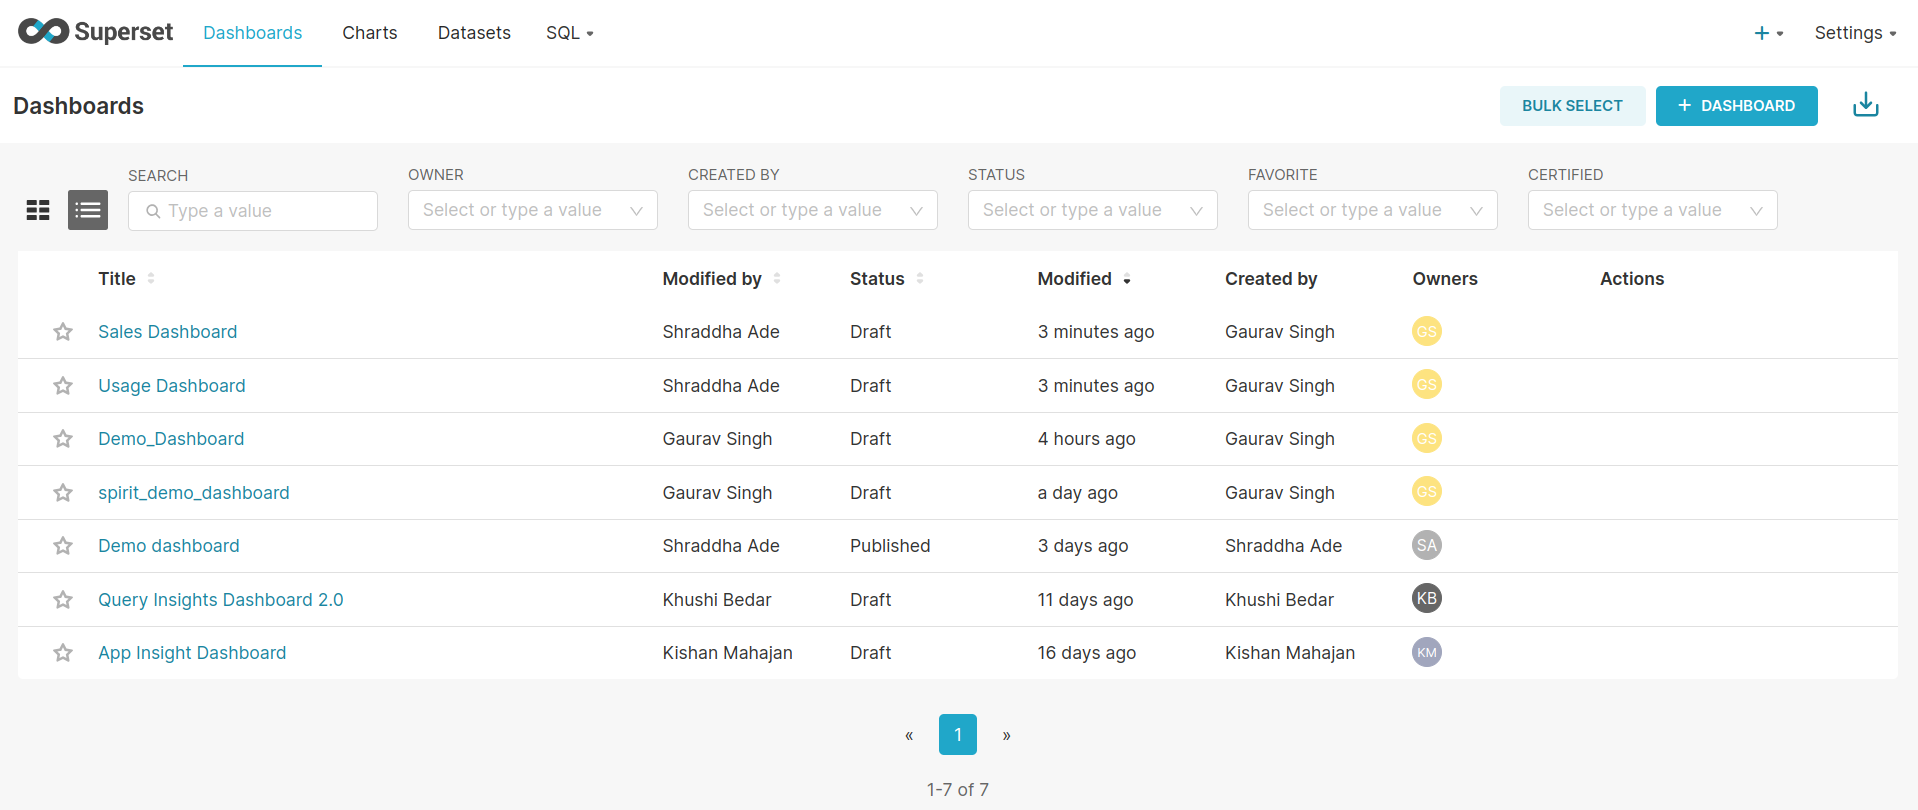 Superset Dashboards Charts Datasets SQL + Settings
Dashboards BULK SELECT + DASHBOARD
SEARCH OWNER CREATED BY STATUS FAVORITE CERTIFIED
Type a value Select or type a value Select or type a value Select or type a value Select or type a value Select or type a value
Title Modified by Status Modified Created by Owners Actions
Sales Dashboard Shraddha Ade Draft 3 minutes ago Gaurav Singh GS
Usage Dashboard Shraddha Ade Draft 3 minutes ago Gaurav Singh GS
Demo_Dashboard Gaurav Singh Draft 4 hours ago Gaurav Singh GS
spirit_demo_dashboard Gaurav Singh Draft a day ago Gaurav Singh GS
Demo dashboard Shraddha Ade Published 3 days ago Shraddha Ade SA
Query Insights Dashboard 2.0 Khushi Bedar Draft 11 days ago Khushi Bedar KB
App Insight Dashboard Kishan Mahajan Draft 16 days ago Kishan Mahajan KM
« 1 »
1-7 of 7